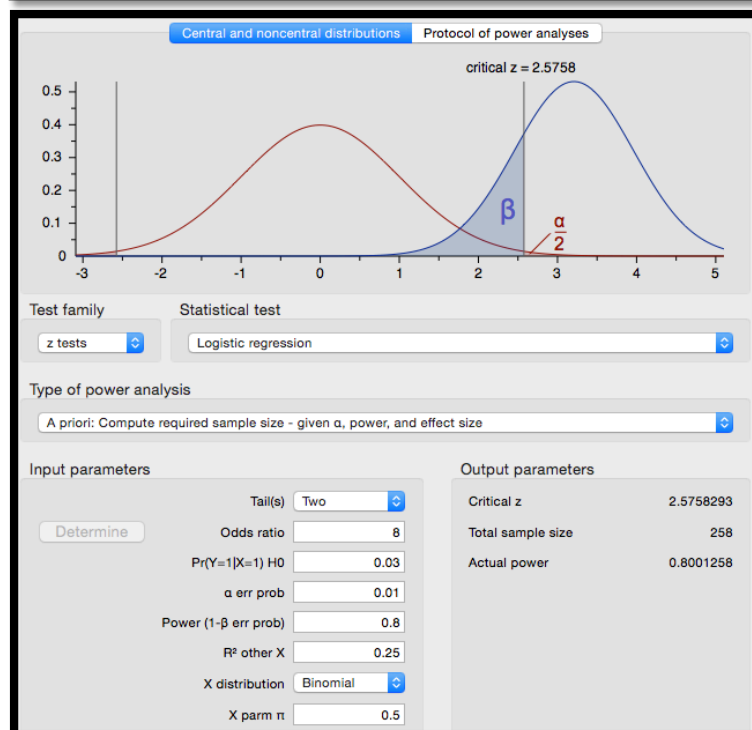 Central and noncentral distributions Protocol of power analyses
critical z = 2.5758
0.5
0.4
0.3
0.2
0.1
0
β
α
2
-3 -2 -1 0 1 2 3 4 5
Test family Statistical test
z tests Logistic regression
Type of power analysis
A priori: Compute required sample size - given α, power, and effect size
Input parameters Output parameters
Tail(s) Two Critical z 2.5758293
Determine Odds ratio 8 Total sample size 258
Pr(Y=1|X=1) H0 0.03 Actual power 0.8001258
α err prob 0.01
Power (1-β err prob) 0.8
R² other X 0.25
X distribution Binomial
X parm π 0.5